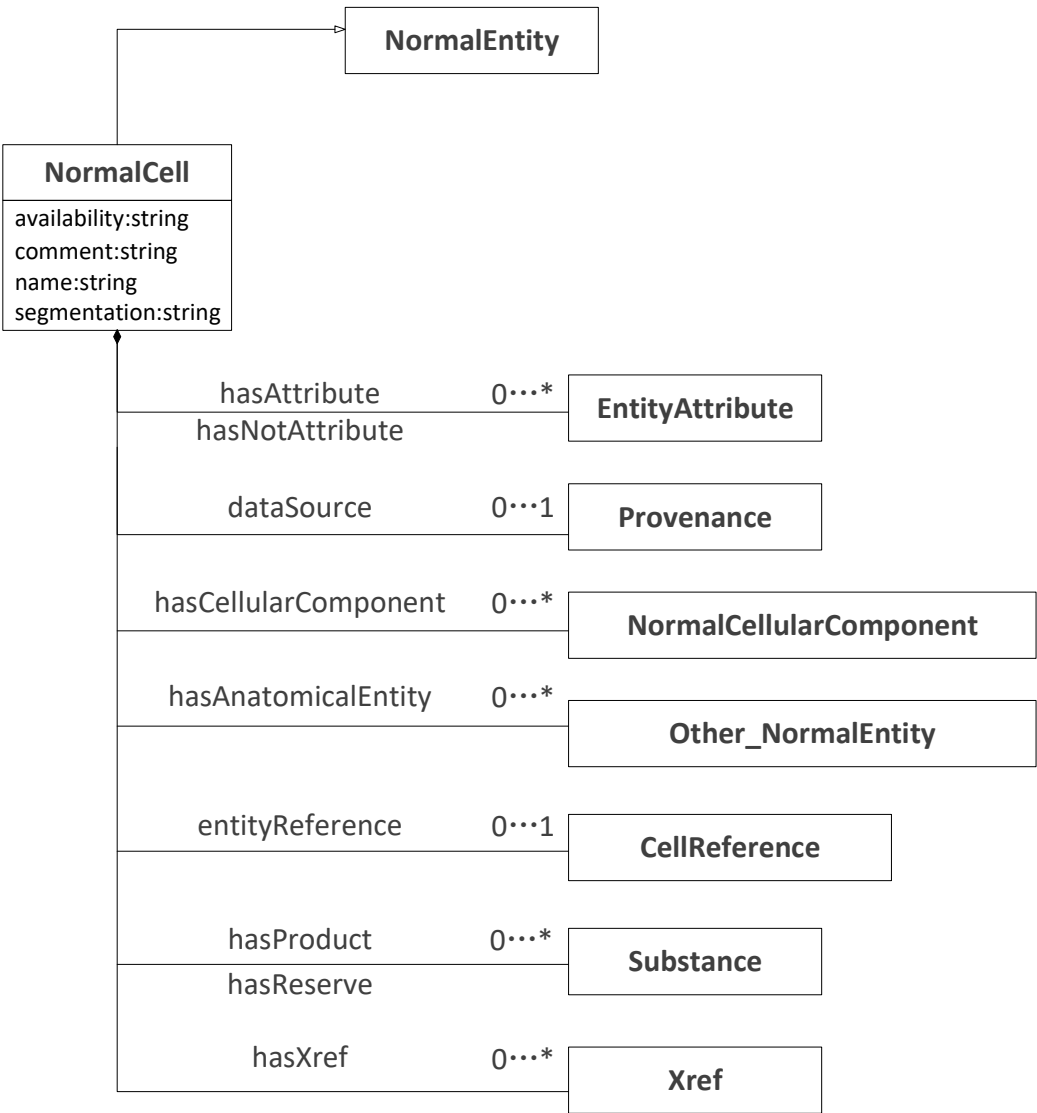 NormalEntity
NormalCell
availability:string
comment:string
name:string
segmentation:string
hasAttribute 0···* EntityAttribute
hasNotAttribute
dataSource 0···1 Provenance
hasCellularComponent 0···* NormalCellularComponent
hasAnatomicalEntity 0···* Other_NormalEntity
entityReference 0···1 CellReference
hasProduct 0···* Substance
hasReserve
hasXref 0···* Xref